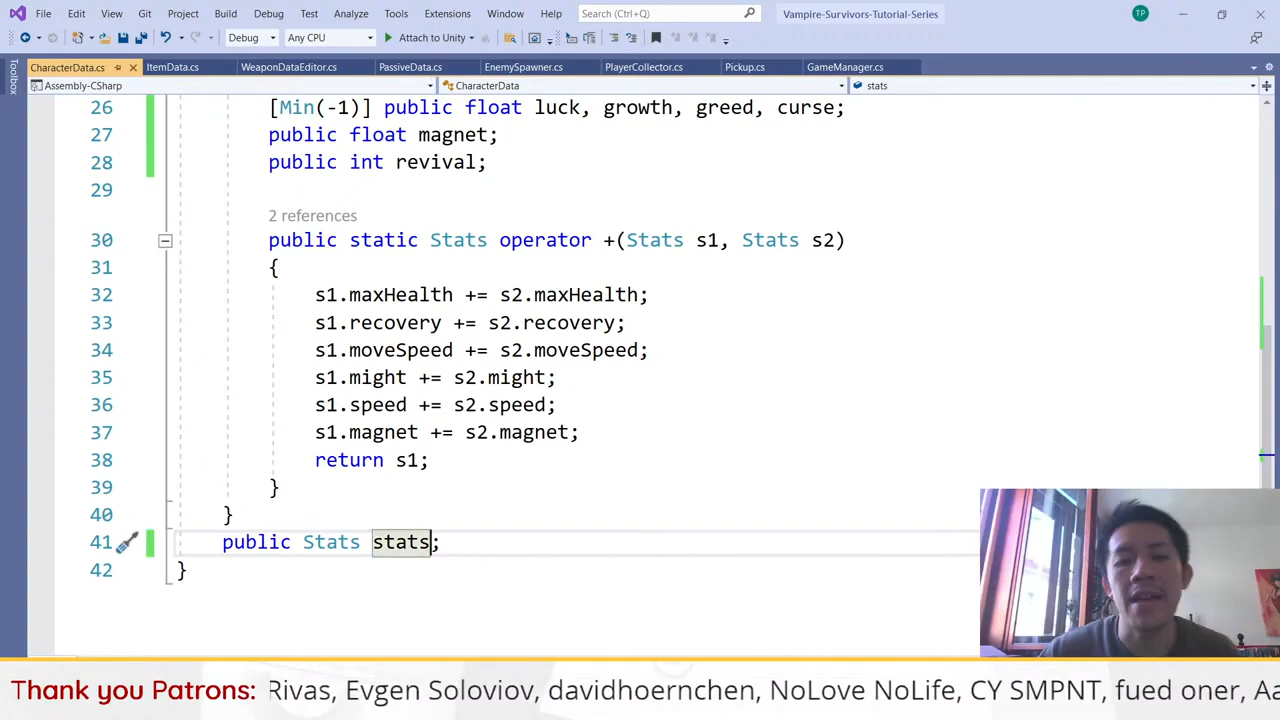 File Edit View Git Project Build Debug Test Analyze Tools Extensions Window Help Search (Ctrl+Q) Vampire-Survivors-Tutorial-Series TP
Debug Any CPU Attach to Unity
Toolbox
CharacterData.cs ItemData.cs WeaponDataEditor.cs PassiveData.cs EnemySpawner.cs PlayerCollector.cs Pickup.cs GameManager.cs
Assembly-CSharp CharacterData stats
26 [Min(-1)] public float luck, growth, greed, curse;
27 public float magnet;
28 public int revival;
29
2 references
30 public static Stats operator +(Stats s1, Stats s2)
31 {
32 s1.maxHealth += s2.maxHealth;
33 s1.recovery += s2.recovery;
34 s1.moveSpeed += s2.moveSpeed;
35 s1.might += s2.might;
36 s1.speed += s2.speed;
37 s1.magnet += s2.magnet;
38 return s1;
39 }
40 }
41 public Stats stats;
42 }
Thank you Patrons: Rivas, Evgen Soloviov, davidhoernchen, NoLove NoLife, CY SMPNT, fued oner, Aa